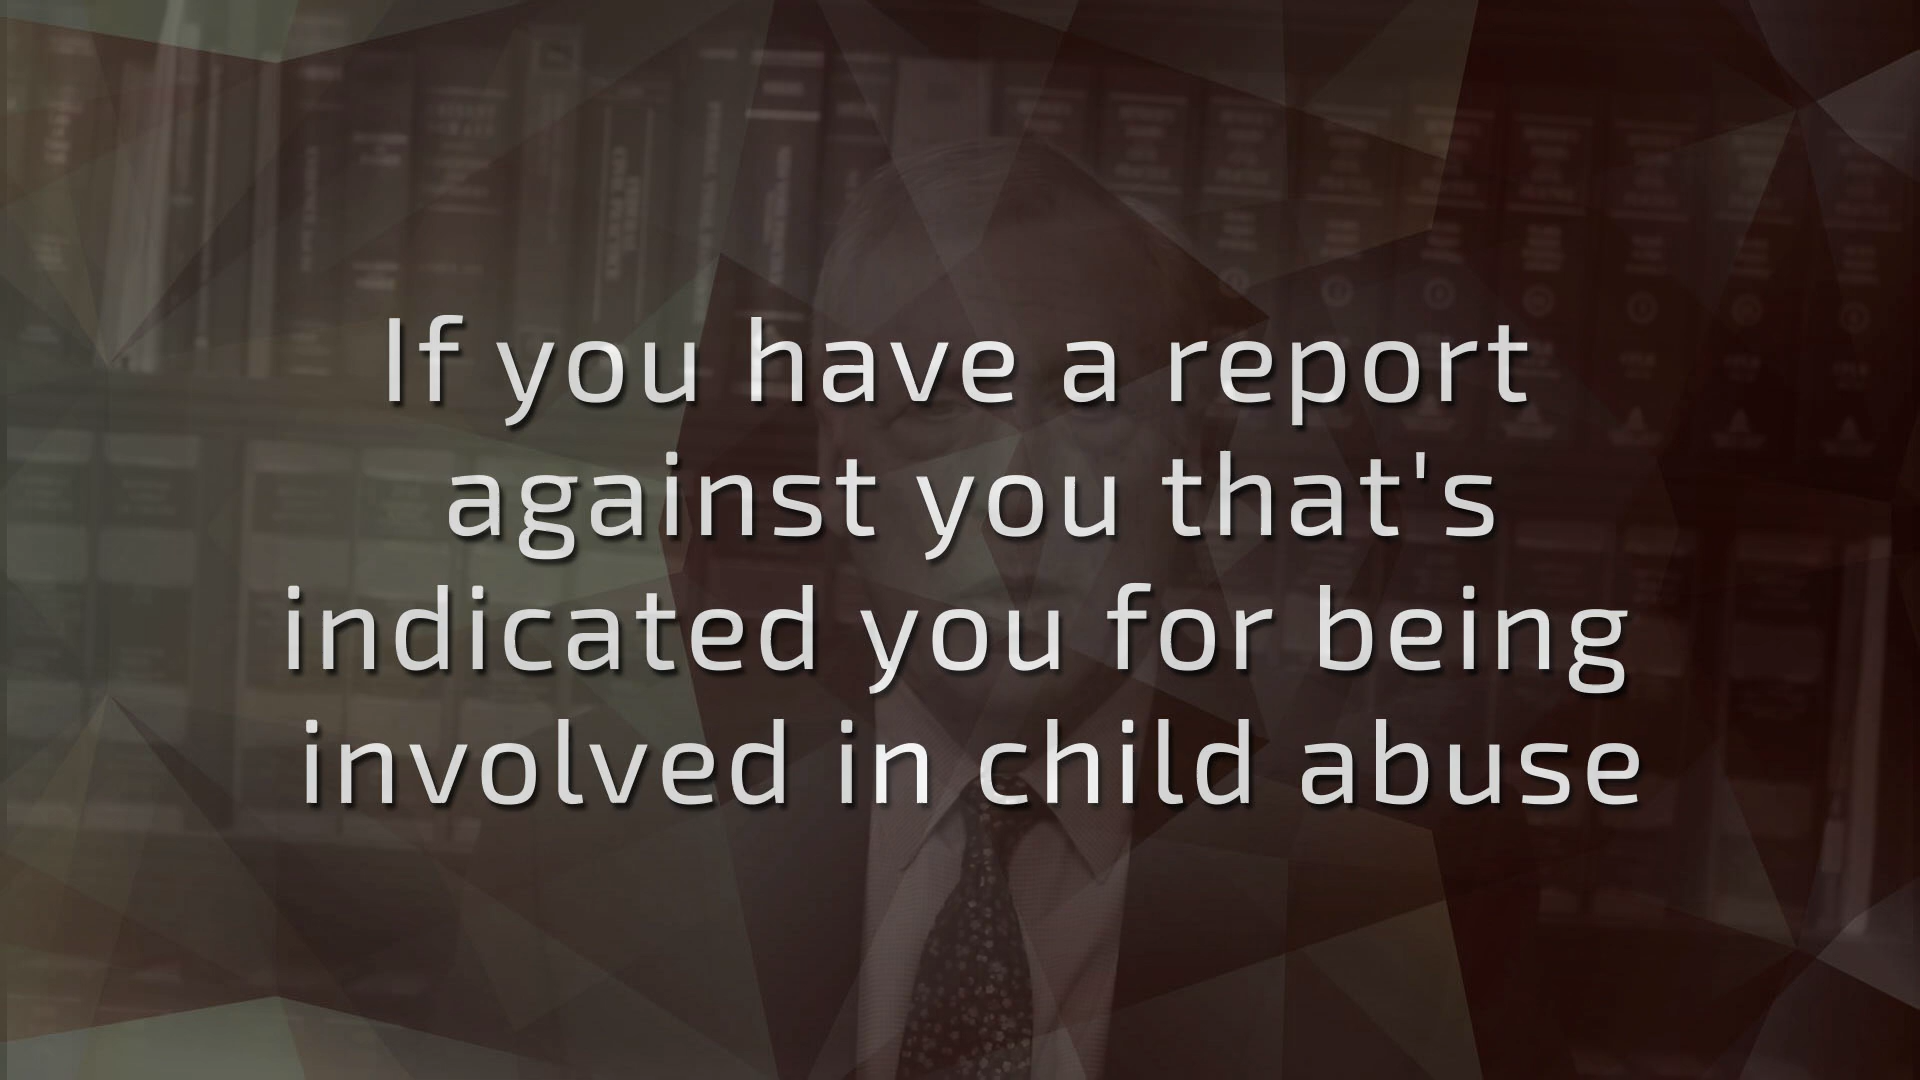 If you have a report
against you that's
indicated you for being
involved in child abuse